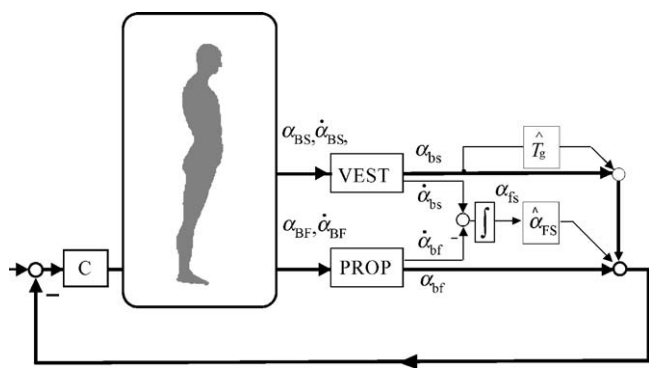 α_BS, α̇_BS,
VEST
α_bs
T̂_g
α̇_bs
α_fs
∫
α̂_FS
α_BF, α̇_BF
PROP
α̇_bf
−
α_bf
C
−